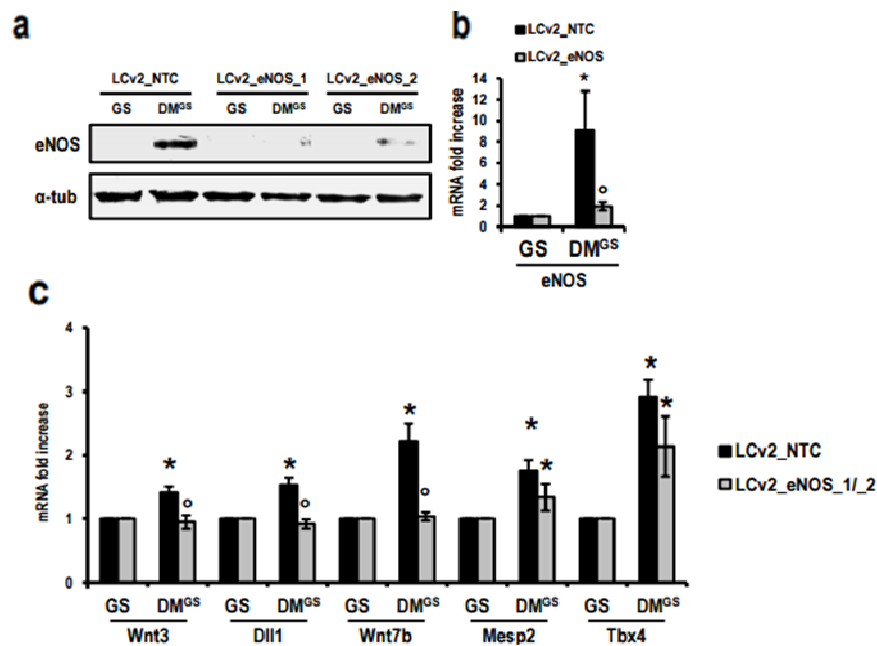 a
LCv2_NTC LCv2_eNOS_1 LCv2_eNOS_2
GS DMGS GS DMGS GS DMGS
eNOS
α-tub
b
LCv2_NTC
LCv2_eNOS
mRNA fold increase
14
12
10
8
6
4
2
0
*
°
GS DMGS
eNOS
c
mRNA fold increase
4
3
2
1
0
* ° * ° * ° * * * *
GS DMGS GS DMGS GS DMGS GS DMGS GS DMGS
Wnt3 Dll1 Wnt7b Mesp2 Tbx4
LCv2_NTC
LCv2_eNOS_1/_2